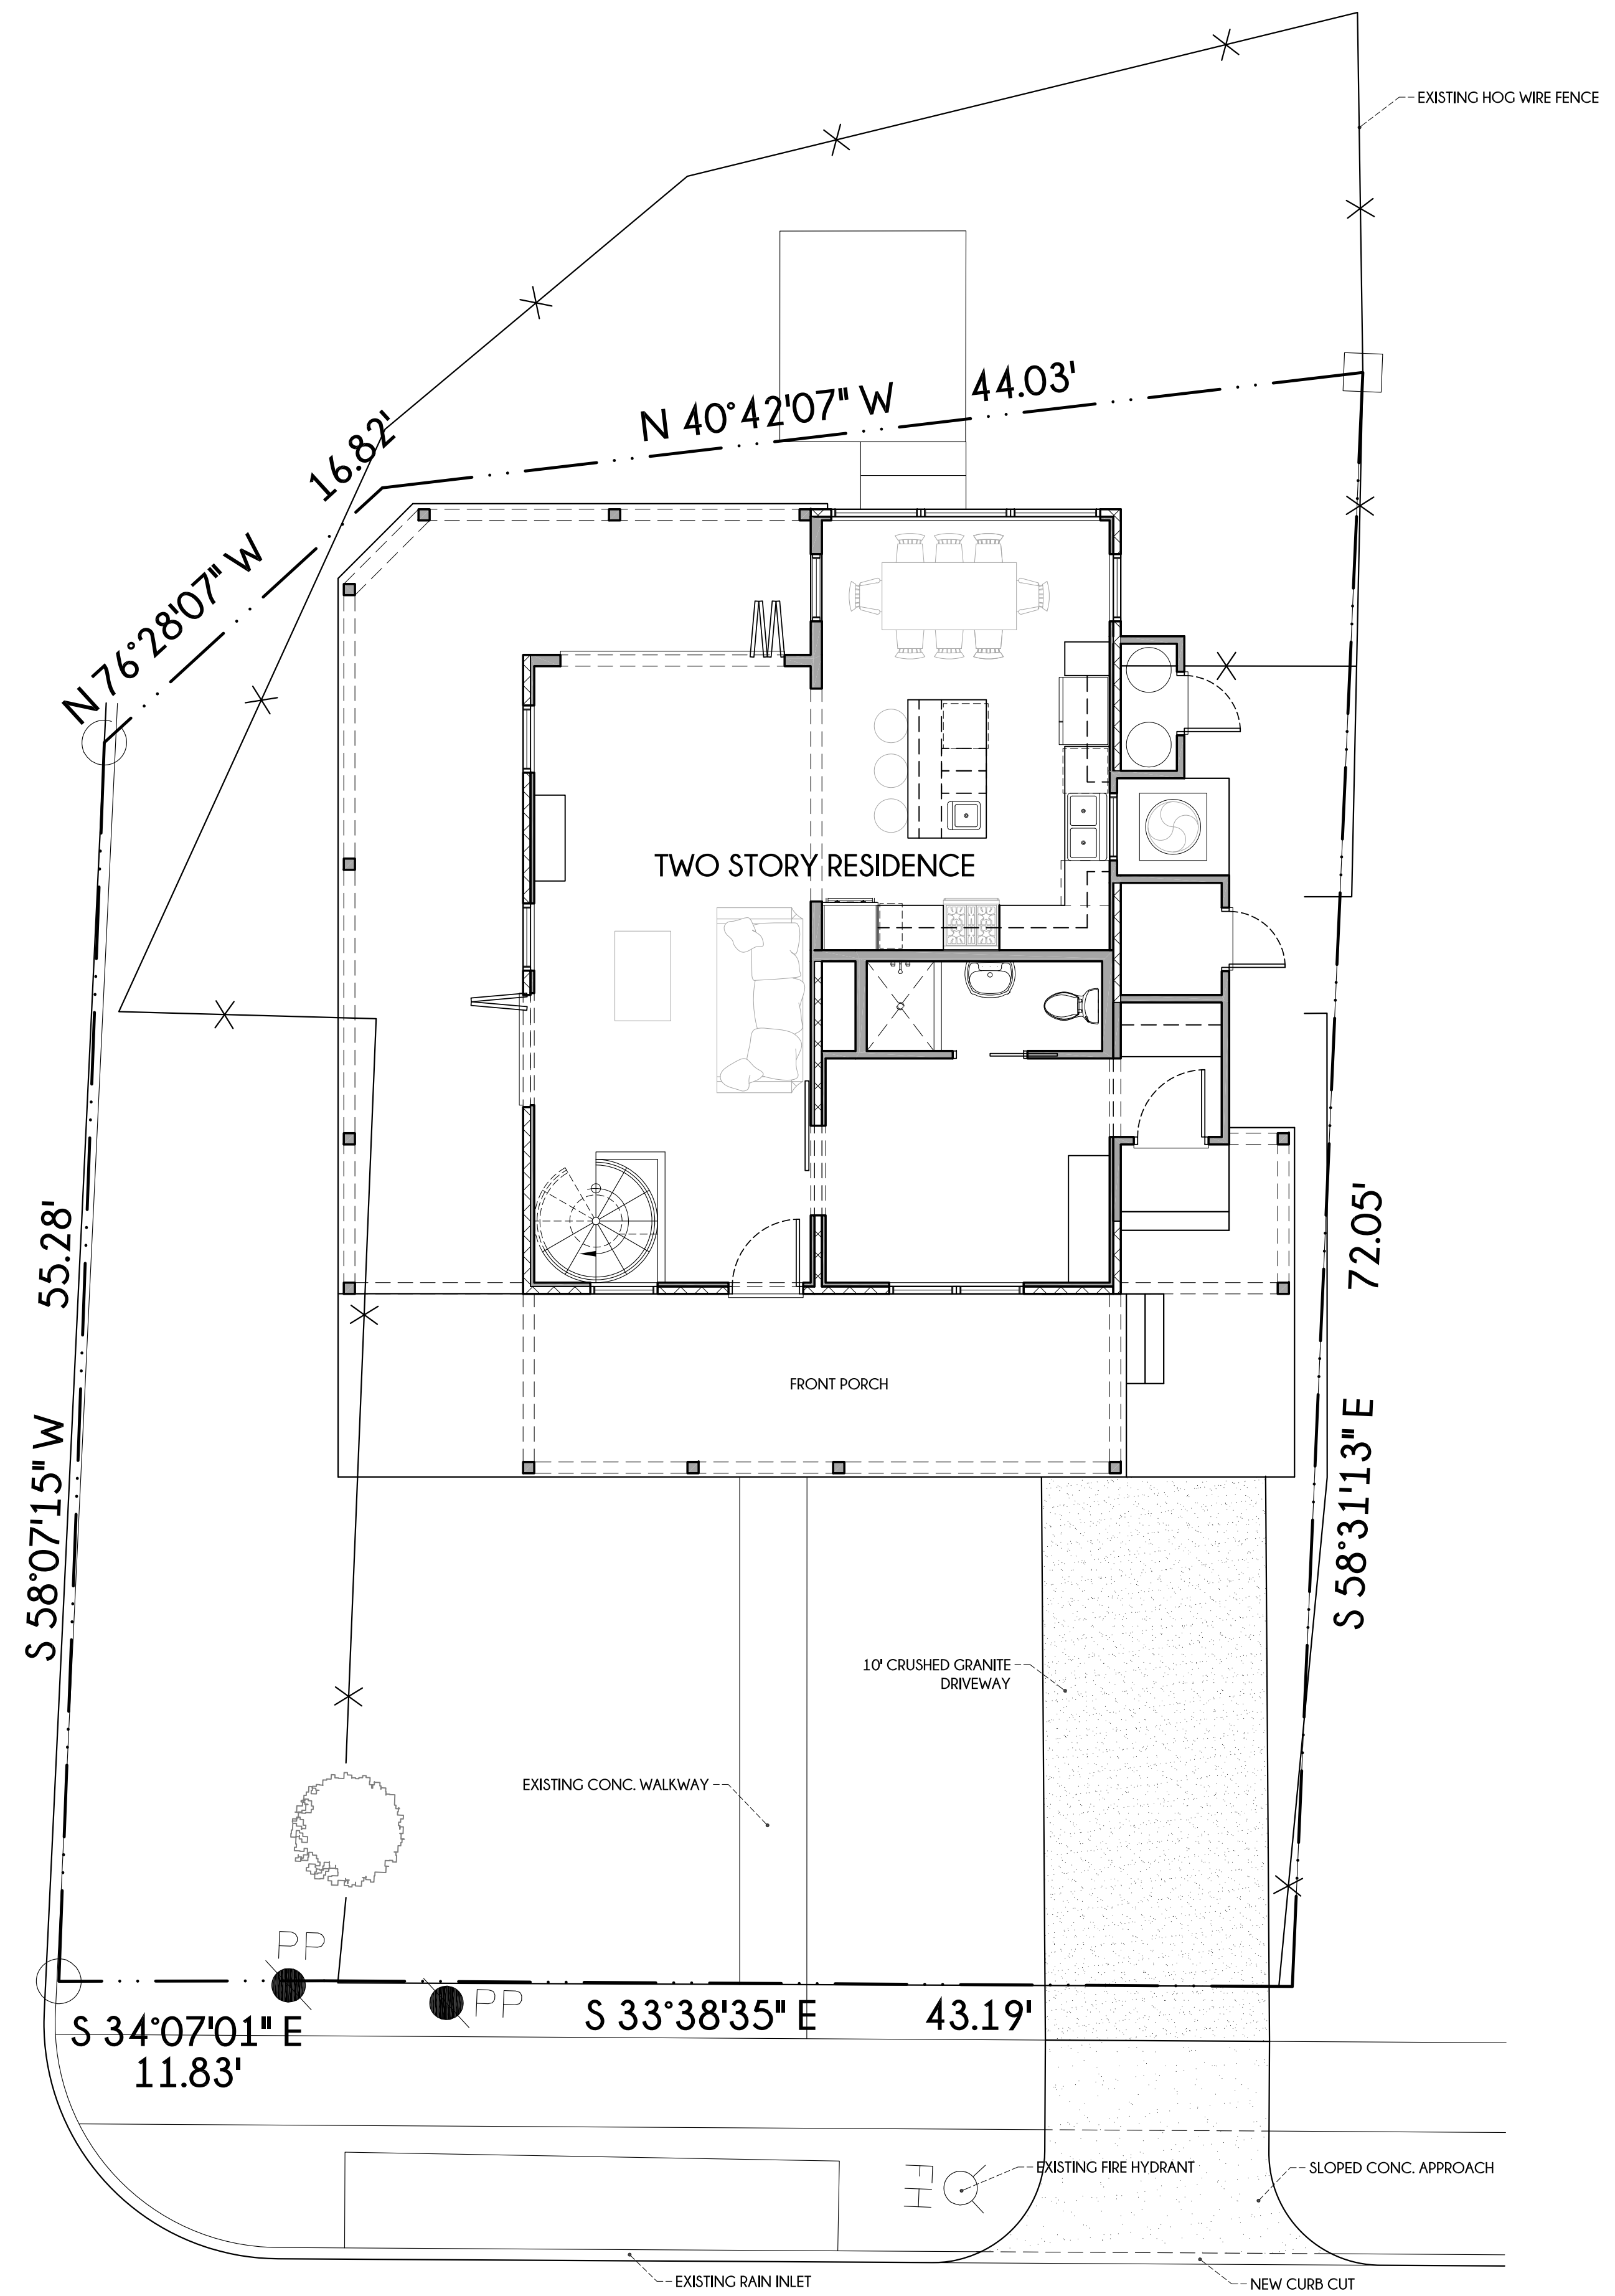 EXISTING HOG WIRE FENCE
N 40°42'07" W 44.03'
16.82'
N 76°28'07" W
TWO STORY RESIDENCE
55.28'
72.05'
FRONT PORCH
S 58°07'15" W
S 58°31'13" E
10' CRUSHED GRANITE
DRIVEWAY
EXISTING CONC. WALKWAY
PP
PP
S 34°07'01" E
11.83'
S 33°38'35" E 43.19'
FH
EXISTING FIRE HYDRANT
SLOPED CONC. APPROACH
EXISTING RAIN INLET
NEW CURB CUT